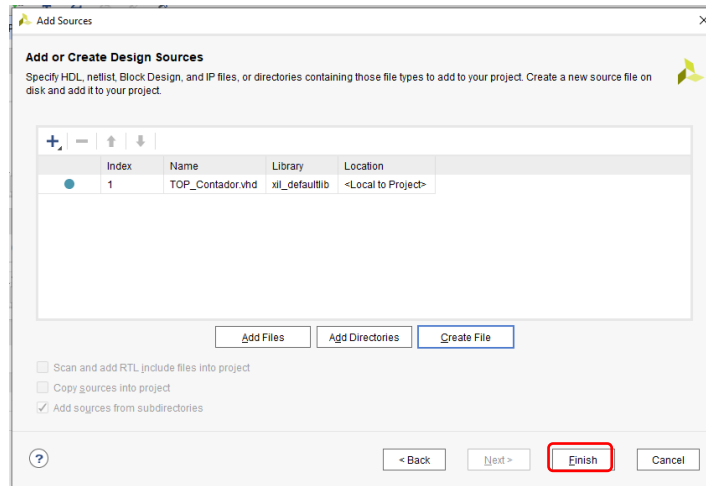 Add Sources
Add or Create Design Sources
Specify HDL, netlist, Block Design, and IP files, or directories containing those file types to add to your project. Create a new source file on
disk and add it to your project.
Index Name Library Location
1 TOP_Contador.vhd xil_defaultlib <Local to Project>
Add Files Add Directories Create File
Scan and add RTL include files into project
Copy sources into project
Add sources from subdirectories
? < Back Next > Finish Cancel